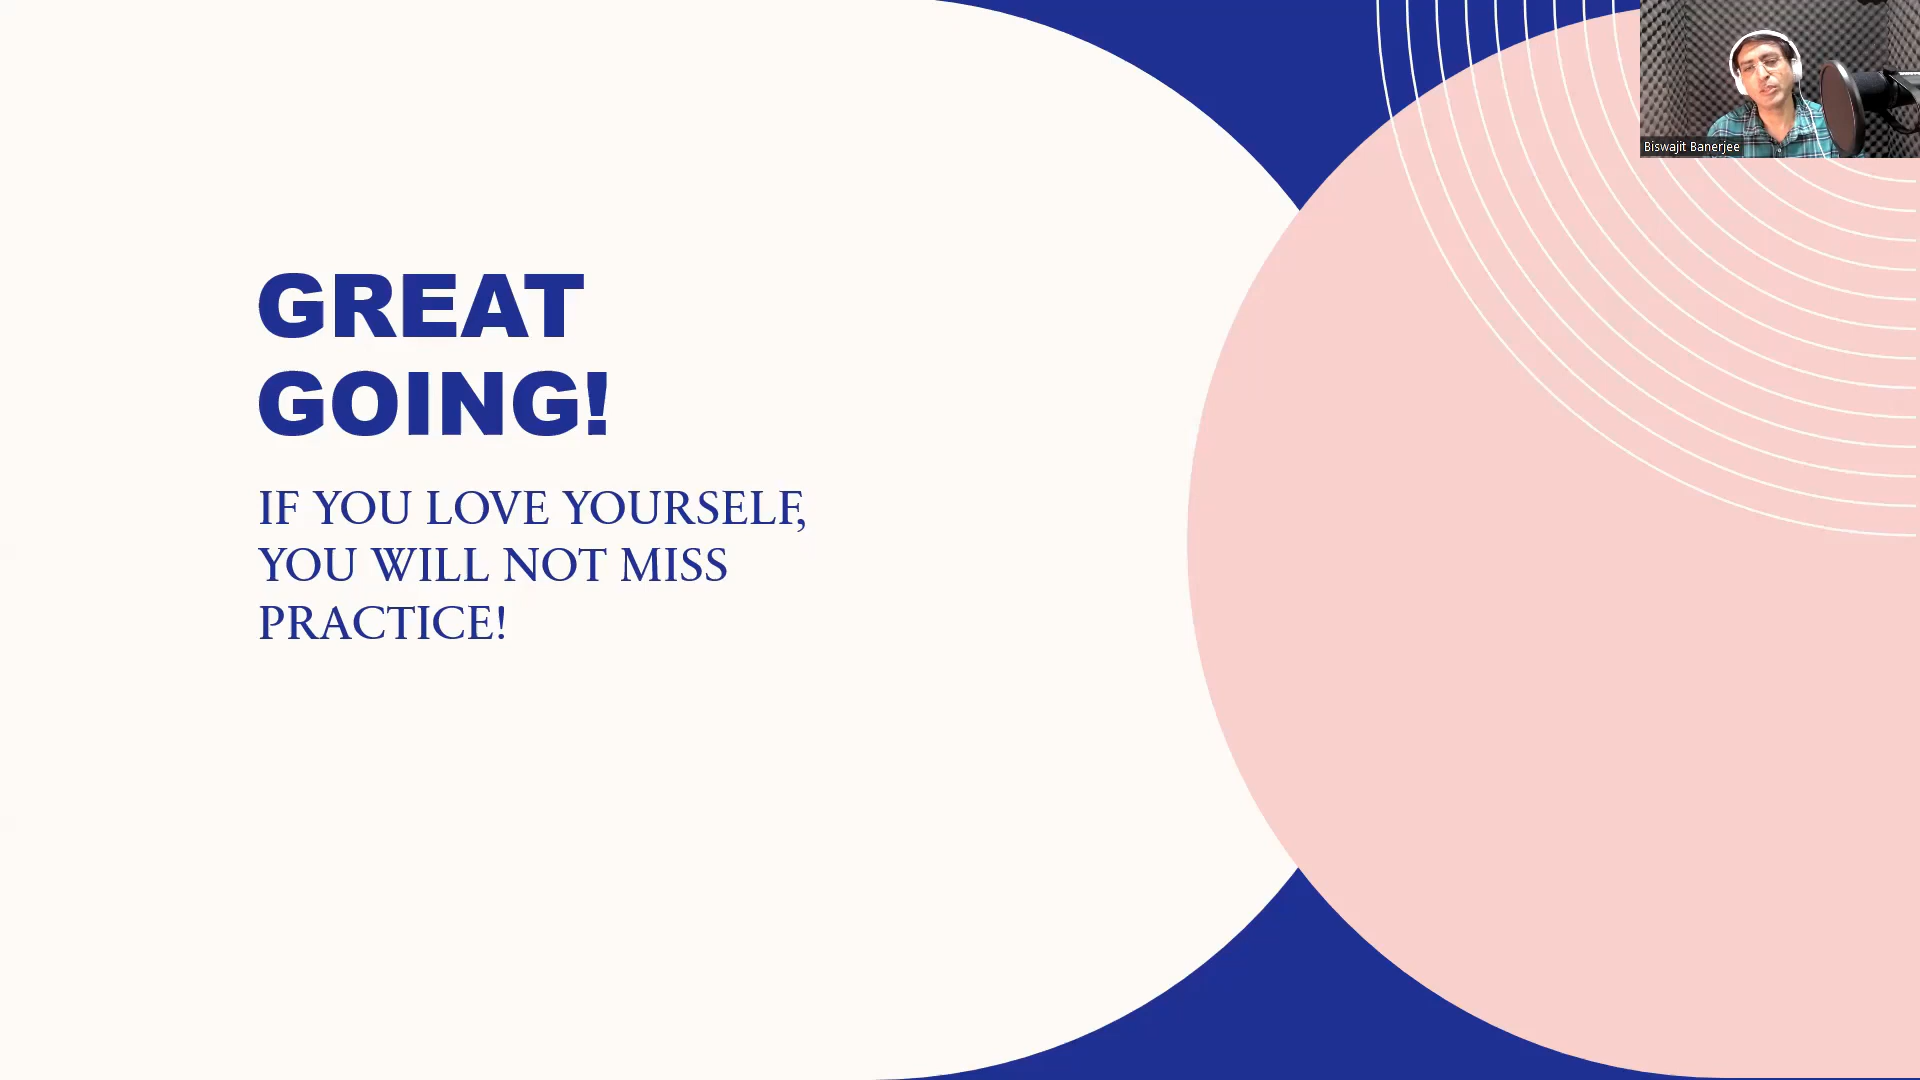 GREAT
GOING!
IF YOU LOVE YOURSELF,
YOU WILL NOT MISS
PRACTICE!
Biswajit Banerjee